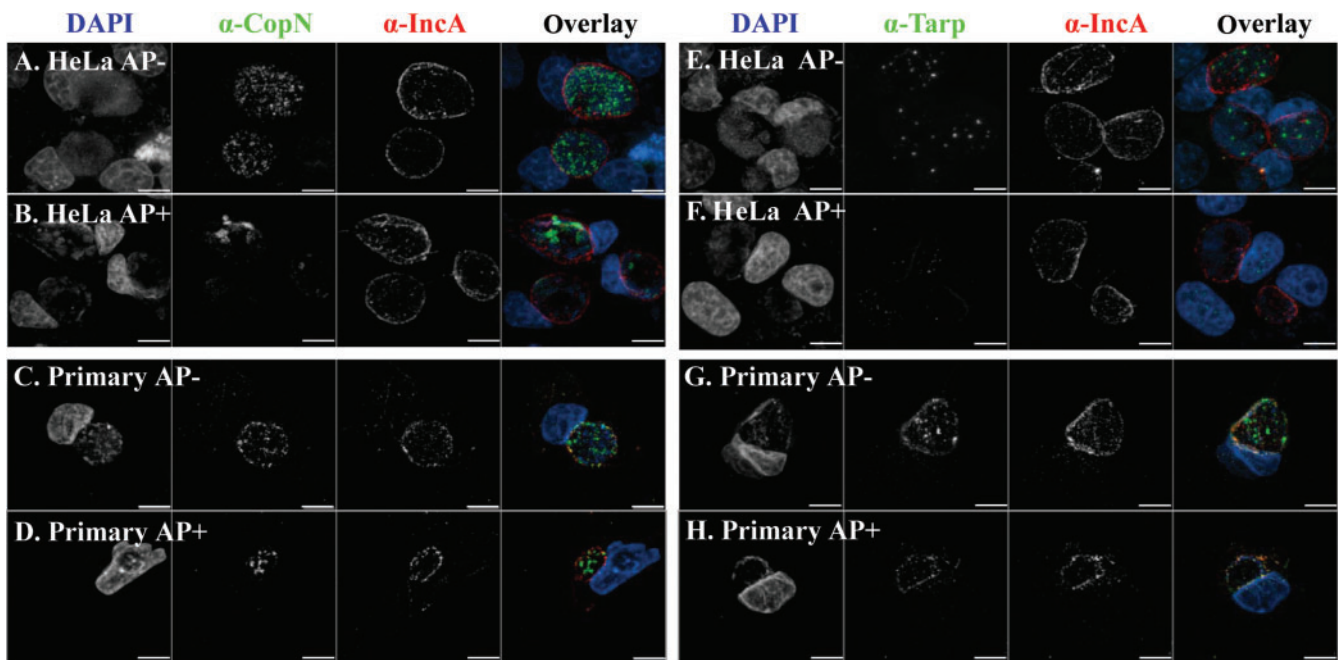 DAPI α-CopN α-IncA Overlay DAPI α-Tarp α-IncA Overlay
A. HeLa AP- E. HeLa AP-
B. HeLa AP+ F. HeLa AP+
C. Primary AP- G. Primary AP-
D. Primary AP+ H. Primary AP+